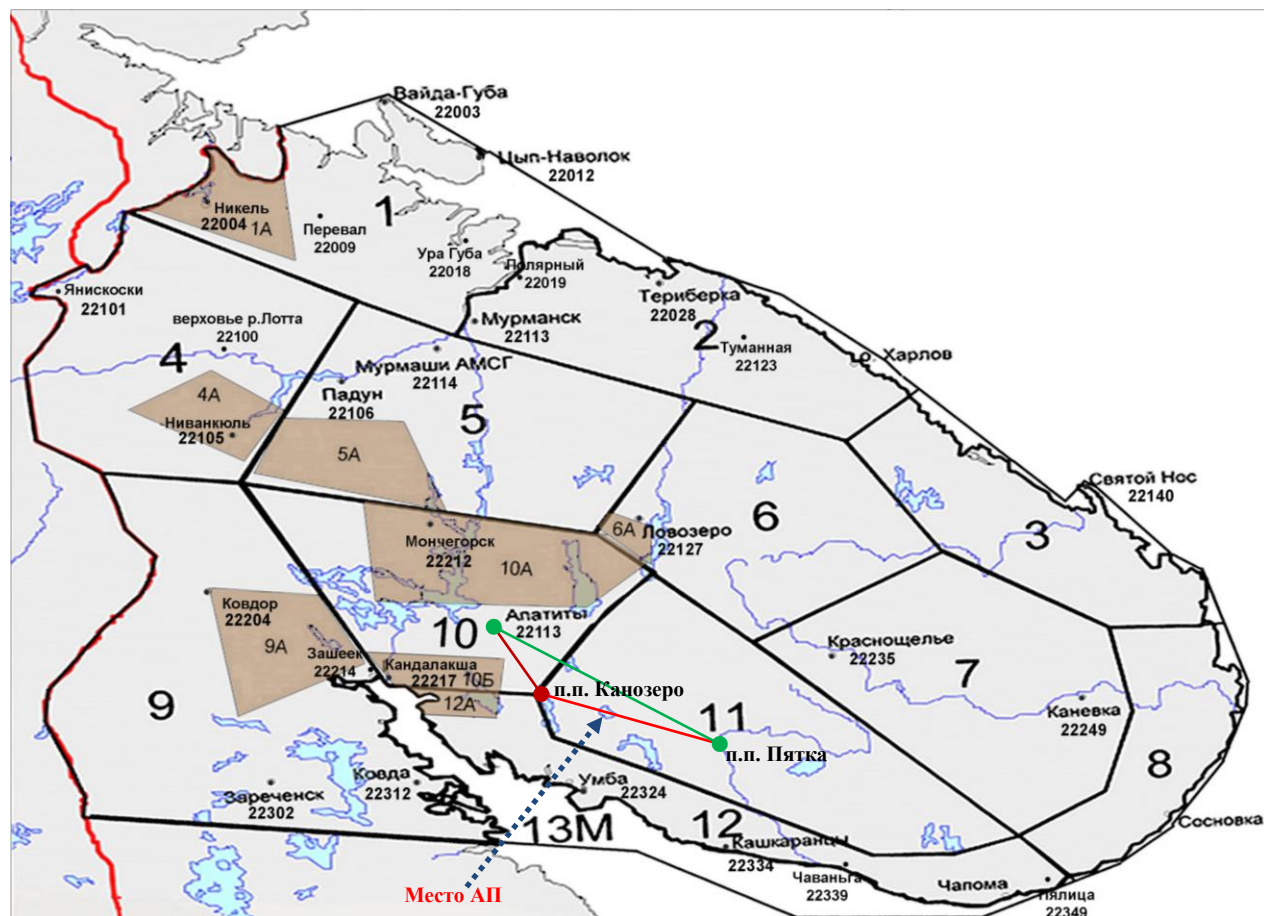 Вайда-Губа
22003
Цып-Наволок
22012
Никель
22004
1А
Перевал
22009
1
Ура Губа
22018
Полярный
22019
Янискоски
22101
Териберка
22028
2
Мурманск
22113
верховье р.Лотта
22100
4
Туманная
22123
о. Харлов
Мурмаши АМСГ
22114
Падун
22106
4А
5
Ниванкюль
22105
5А
Святой Нос
22140
6
3
6А
Ловозеро
22127
Мончегорск
22212
10А
Ковдор
22204
Апатиты
22113
10
9А
Зашеек
22214
Кандалакша
22217
10Б
Краснощелье
22235
7
п.п. Канозеро
9
12А
11
Каневка
22249
п.п. Пятка
8
Ковда
22312
Зареченск
22302
Умба
22324
13М
12
Сосновка
Кашкаранцы
22334
Чаваньга
22339
Чапома
Пялица
22349
Место АП